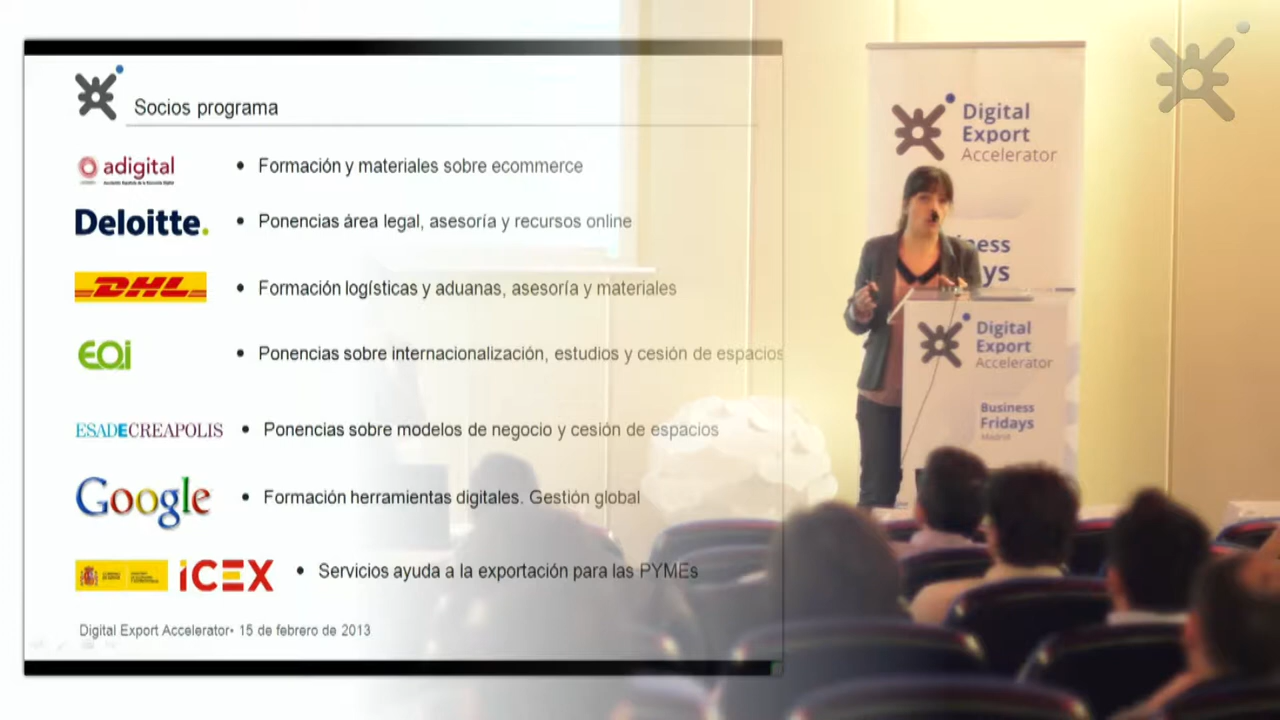 Socios programa
adigital
• Formación y materiales sobre ecommerce
Deloitte.
• Ponencias área legal, asesoría y recursos online
DHL
• Formación logísticas y aduanas, asesoría y materiales
EOi
• Ponencias sobre internacionalización, estudios y cesión de espacios
ESADECREAPOLIS
• Ponencias sobre modelos de negocio y cesión de espacios
Google
• Formación herramientas digitales. Gestión global
iCEX
• Servicios ayuda a la exportación para las PYMEs
Digital Export Accelerator• 15 de febrero de 2013
Digital
Export
Accelerator
Digital
Export
Accelerator
Business
Fridays
Madrid